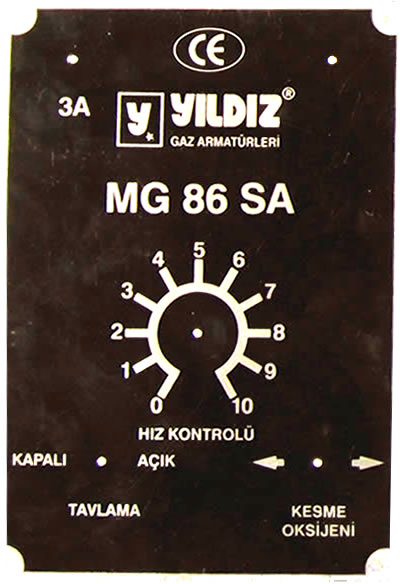 CE
3A
Y YILDIZ®
GAZ ARMATÜRLERİ
MG 86 SA
0 1 2 3 4 5 6 7 8 9 10
HIZ KONTROLÜ
KAPALI AÇIK
TAVLAMA
KESME
OKSİJENİ